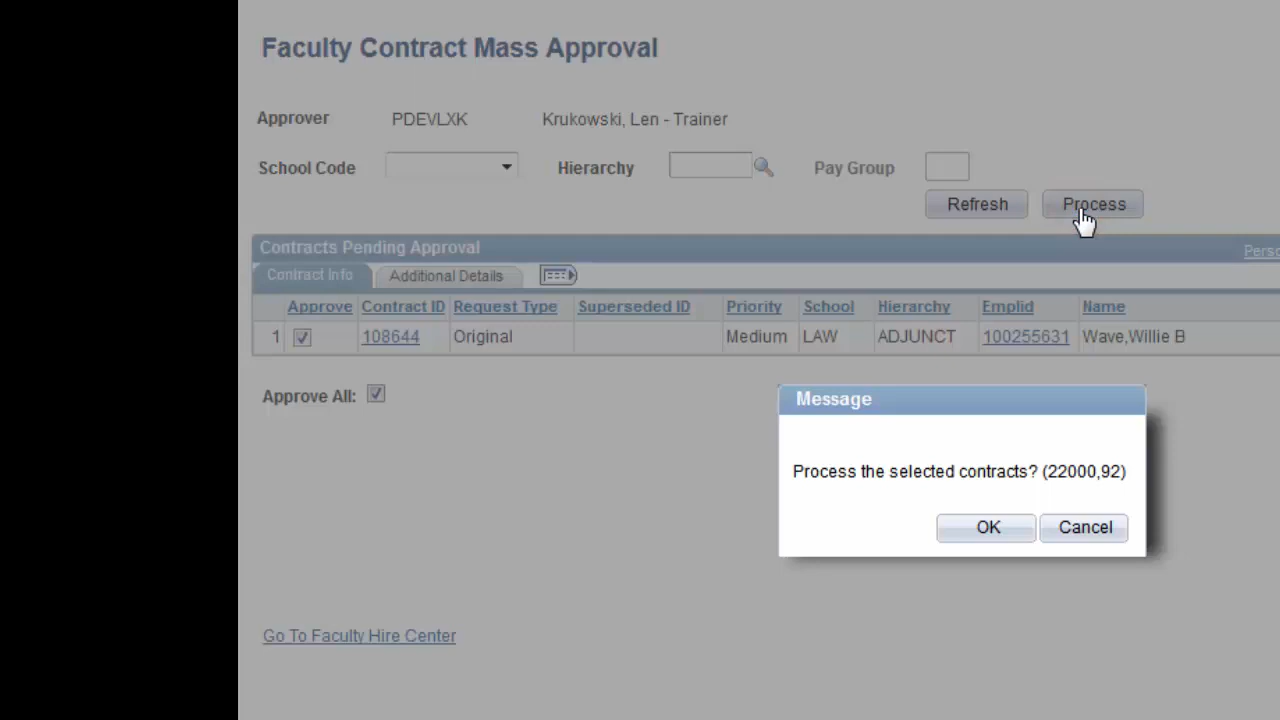 Faculty Contract Mass Approval
Approver PDEVLXK Krukowski, Len - Trainer
School Code Hierarchy Pay Group
Refresh Process
Contracts Pending Approval Perso
Contract Info Additional Details
Approve Contract ID Request Type Superseded ID Priority School Hierarchy Emplid Name
1 108644 Original Medium LAW ADJUNCT 100255631 Wave,Willie B
Approve All:
Message
Process the selected contracts? (22000,92)
OK Cancel
Go To Faculty Hire Center